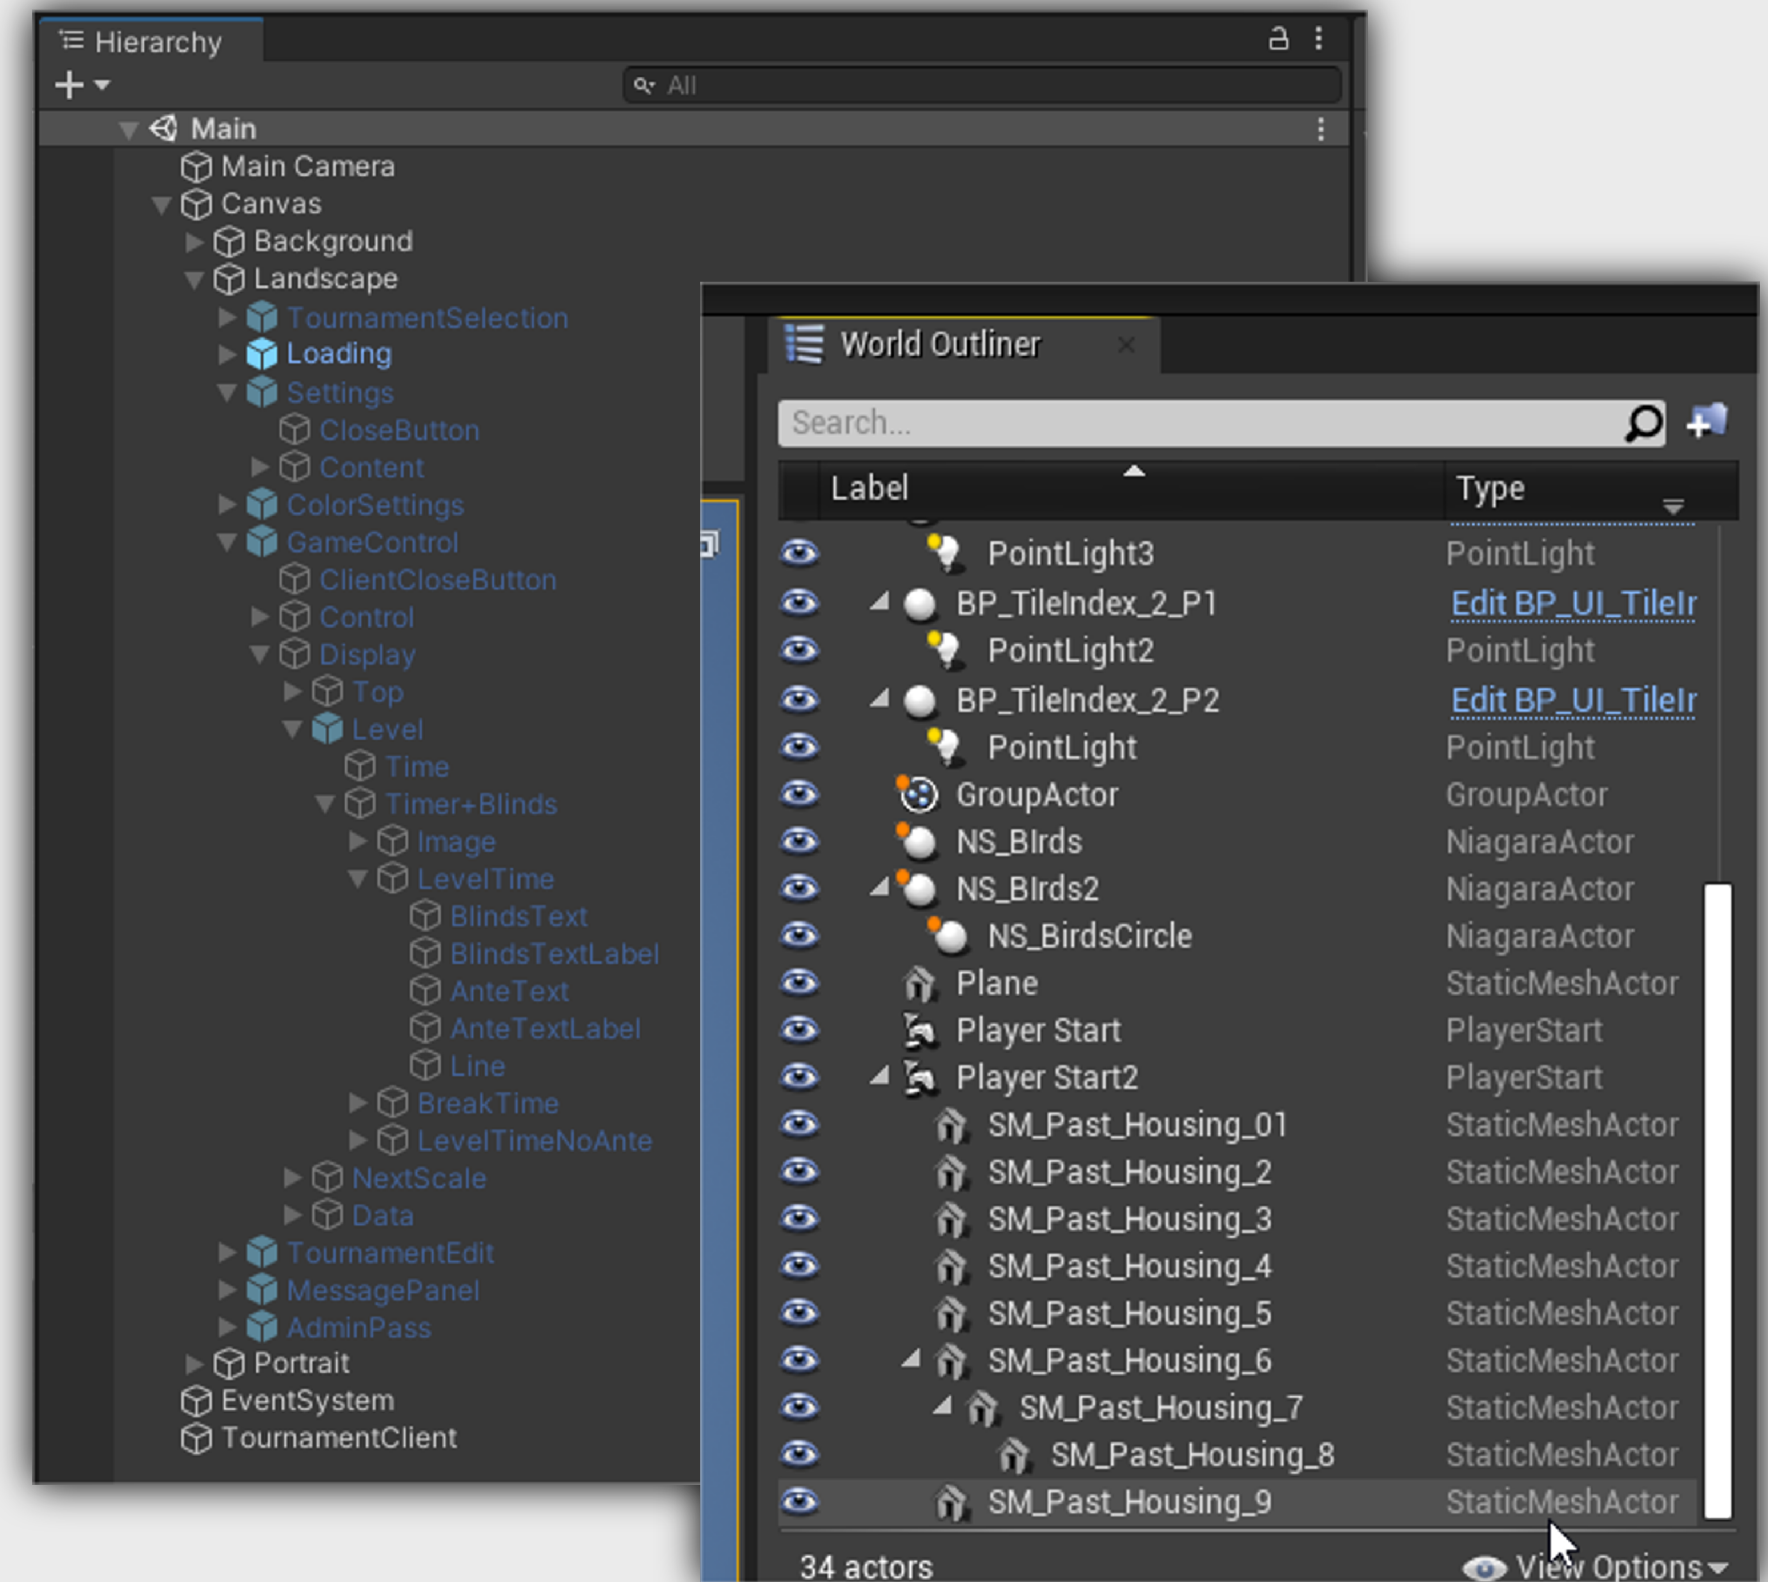 Hierarchy
All
Main
Main Camera
Canvas
Background
Landscape
TournamentSelection
Loading
Settings
CloseButton
Content
ColorSettings
GameControl
ClientCloseButton
Control
Display
Top
Level
Time
Timer+Blinds
Image
LevelTime
BlindsText
BlindsTextLabel
AnteText
AnteTextLabel
Line
BreakTime
LevelTimeNoAnte
NextScale
Data
TournamentEdit
MessagePanel
AdminPass
Portrait
EventSystem
TournamentClient
World Outliner
Search...
Label Type
PointLight3 PointLight
BP_TileIndex_2_P1 Edit BP_UI_TileIr
PointLight2 PointLight
BP_TileIndex_2_P2 Edit BP_UI_TileIr
PointLight PointLight
GroupActor GroupActor
NS_BIrds NiagaraActor
NS_BIrds2 NiagaraActor
NS_BirdsCircle NiagaraActor
Plane StaticMeshActor
Player Start PlayerStart
Player Start2 PlayerStart
SM_Past_Housing_01 StaticMeshActor
SM_Past_Housing_2 StaticMeshActor
SM_Past_Housing_3 StaticMeshActor
SM_Past_Housing_4 StaticMeshActor
SM_Past_Housing_5 StaticMeshActor
SM_Past_Housing_6 StaticMeshActor
SM_Past_Housing_7 StaticMeshActor
SM_Past_Housing_8 StaticMeshActor
SM_Past_Housing_9 StaticMeshActor
34 actors View Options